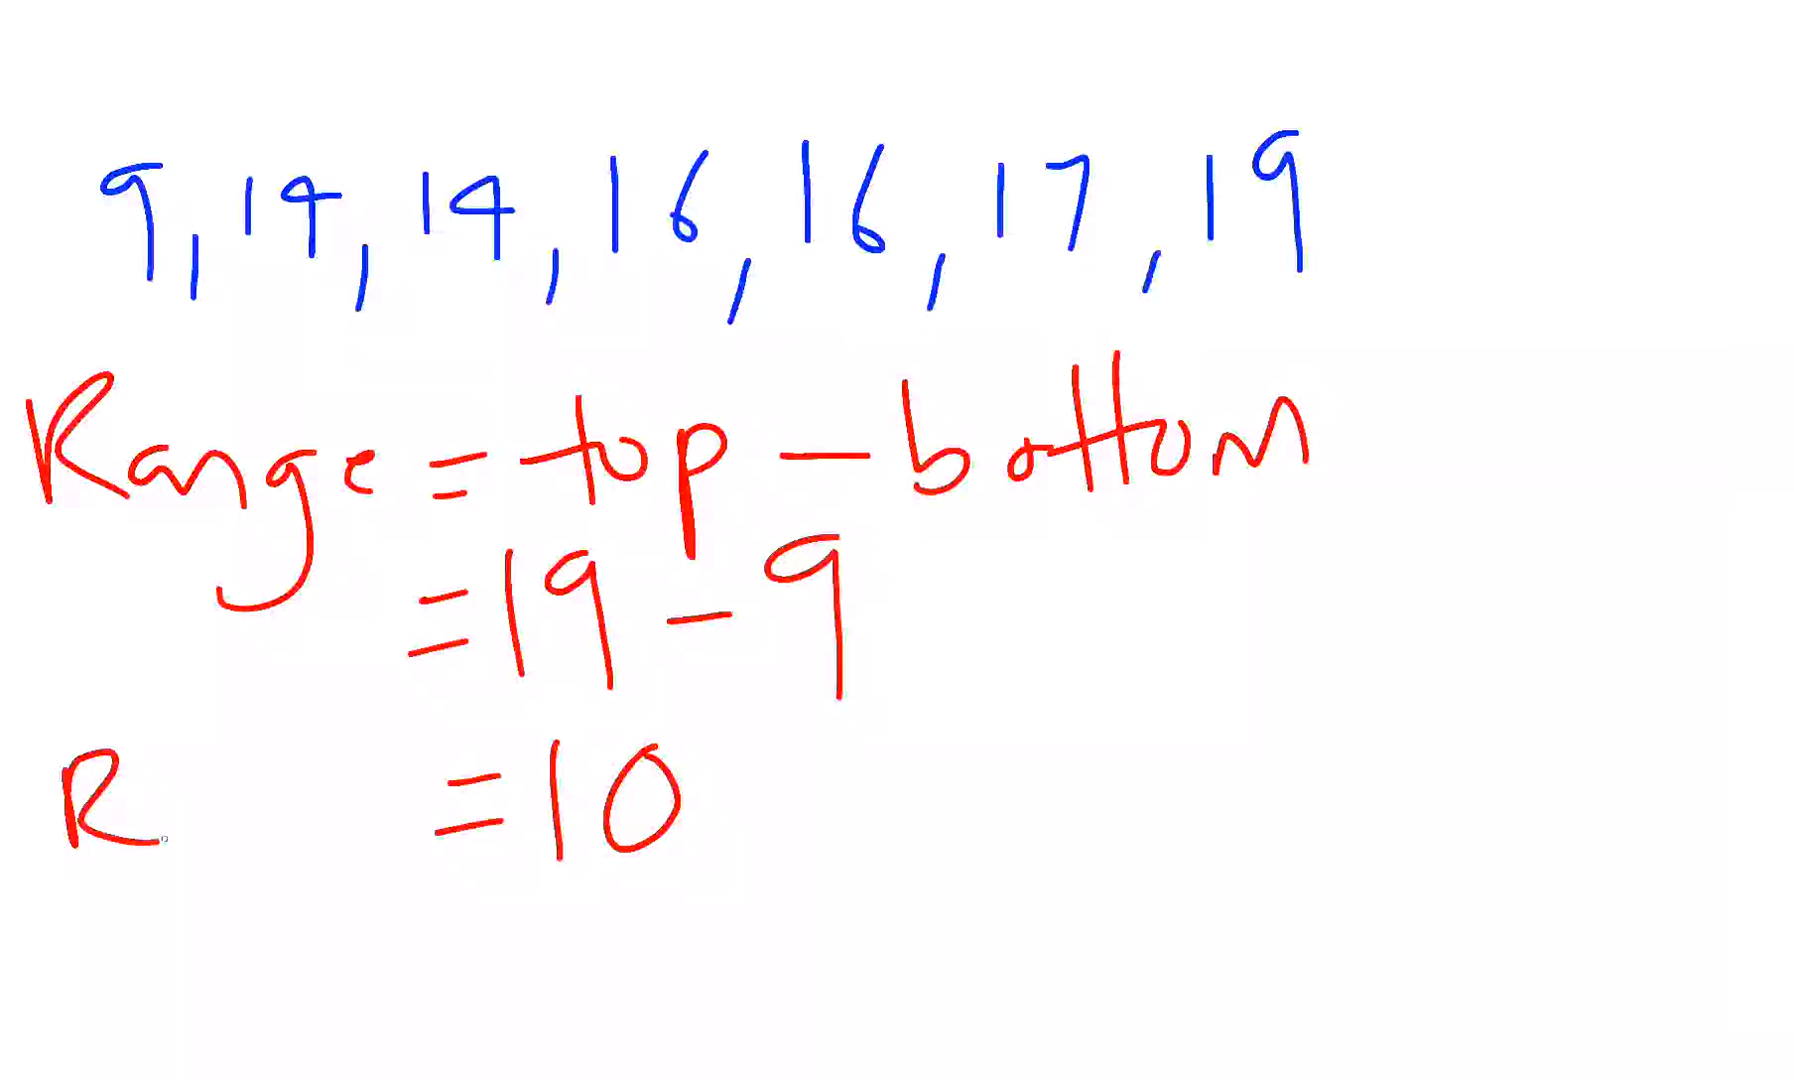 9, 14, 14, 16, 16, 17, 19
Range = top - bottom
= 19 - 9
R = 10